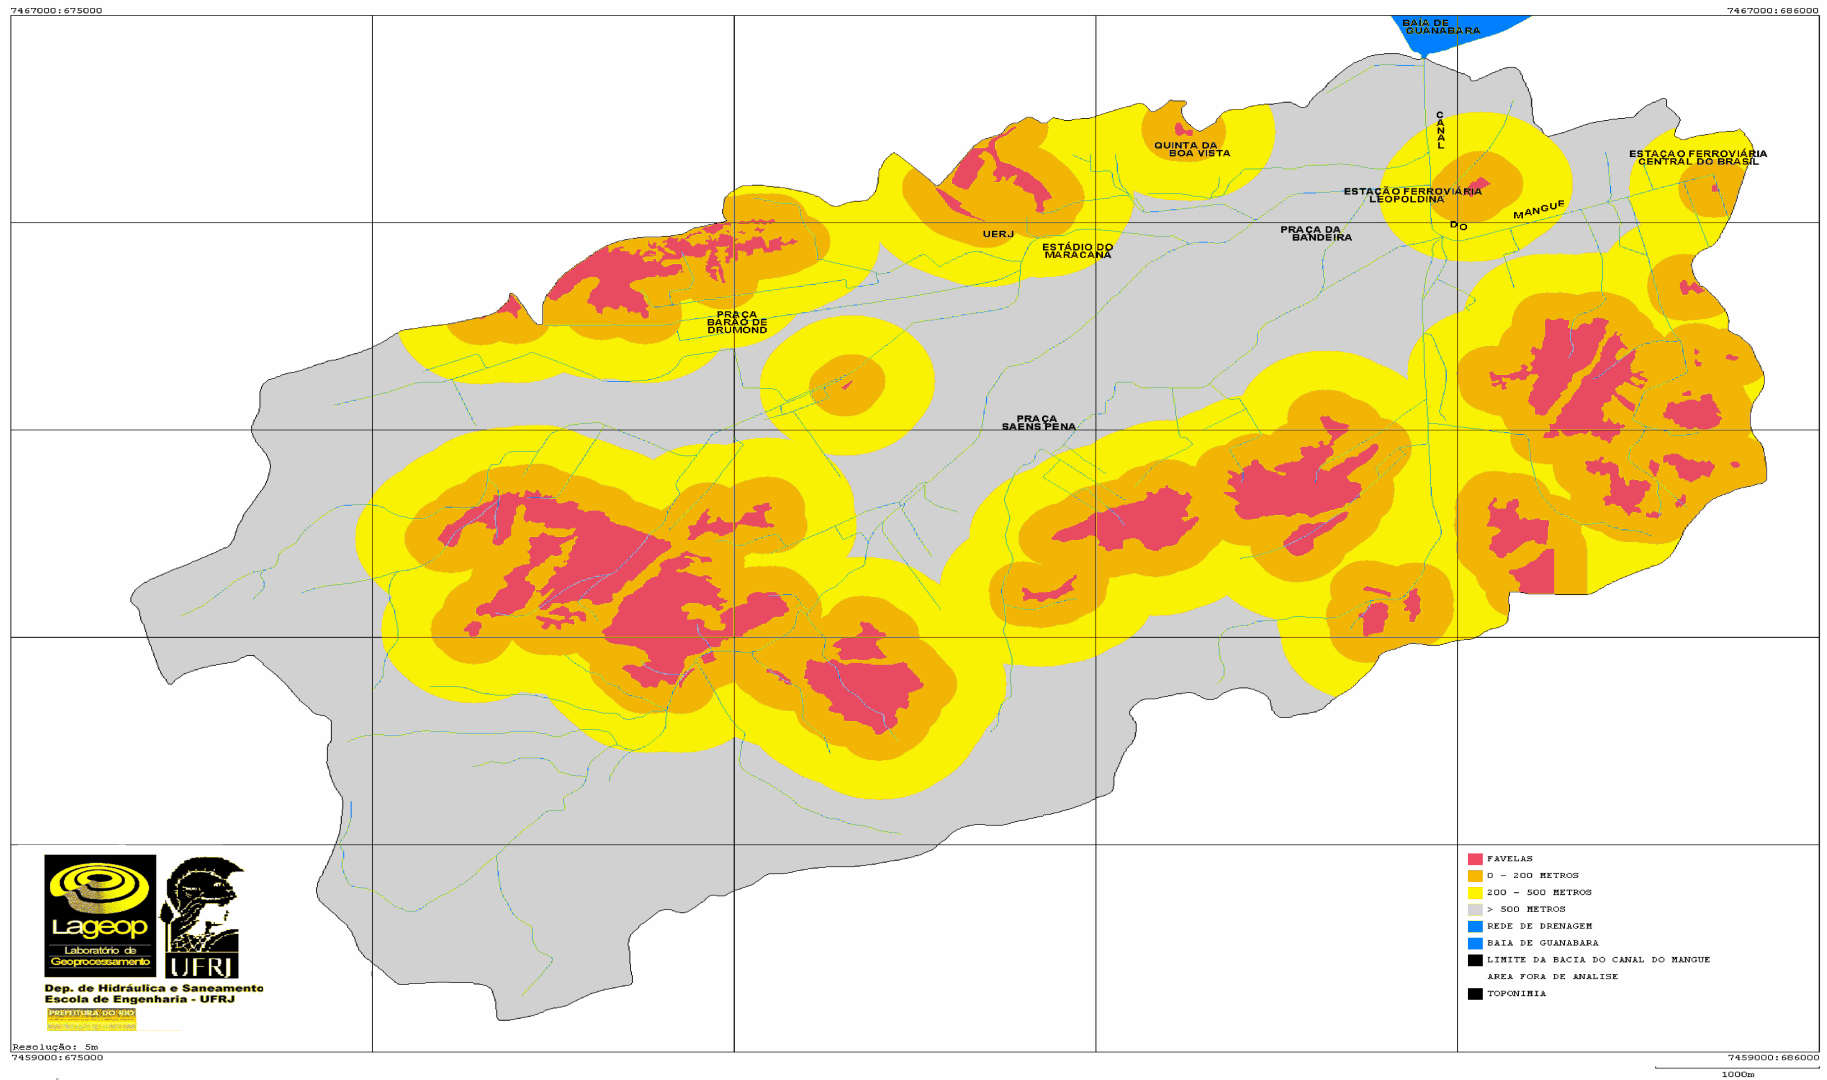 7467000:675000
7467000:686000
BAIA DE
GUANABARA
CANAL
QUINTA DA
BOA VISTA
ESTAÇAO FERROVIÁRIA
CENTRAL DO BRASIL
ESTAÇÃO FERROVIÁRIA
LEOPOLDINA
DO
MANGUE
UERJ
ESTÁDIO DO
MARACANÃ
PRAÇA DA
BANDEIRA
PRAÇA
BARÃO DE
DRUMOND
PRAÇA
SAENS PENA
FAVELAS
0 - 200 METROS
200 - 500 METROS
> 500 METROS
REDE DE DRENAGEM
BAIA DE GUANABARA
LIMITE DA BACIA DO CANAL DO MANGUE
AREA FORA DE ANALISE
TOPONIMIA
Lageop
Laboratório de
Geoprocessamento
UFRJ
Dep. de Hidráulica e Saneamento
Escola de Engenharia - UFRJ
PREFEITURA DO RIO
Resolução: 5m
7459000:675000
7459000:686000
1000m